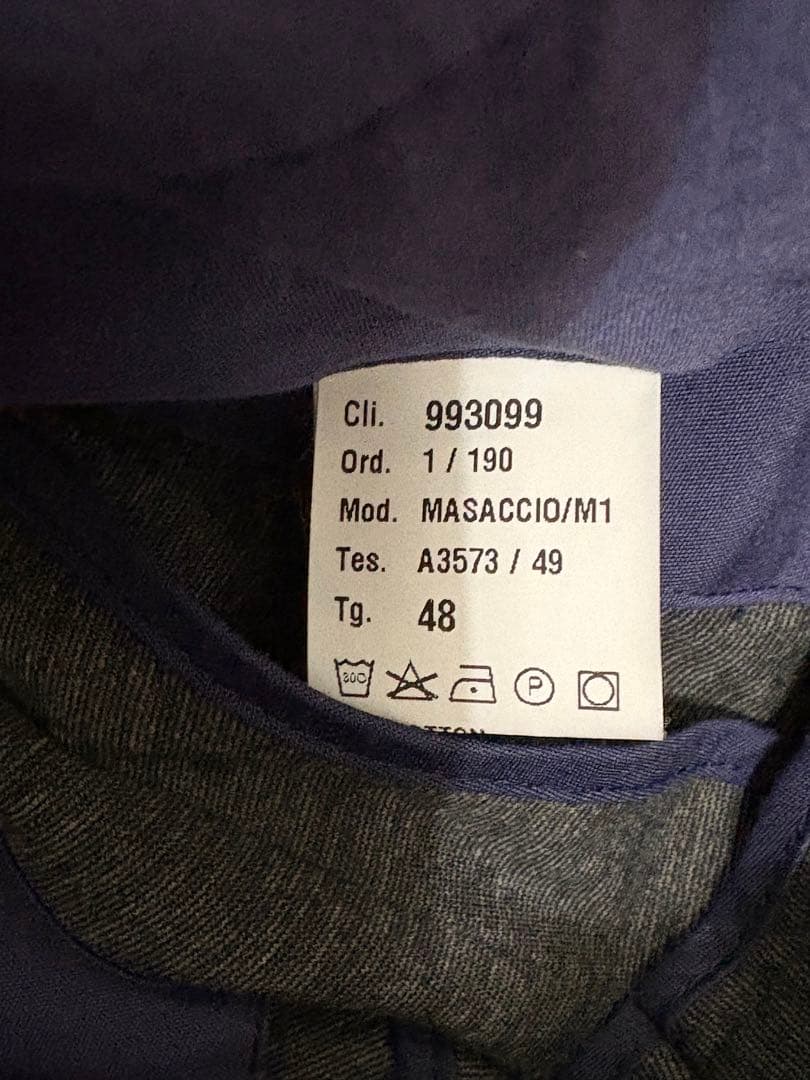 Cli. 993099
Ord. 1 / 190
Mod. MASACCIO/M1
Tes. A3573 / 49
Tg. 48
P